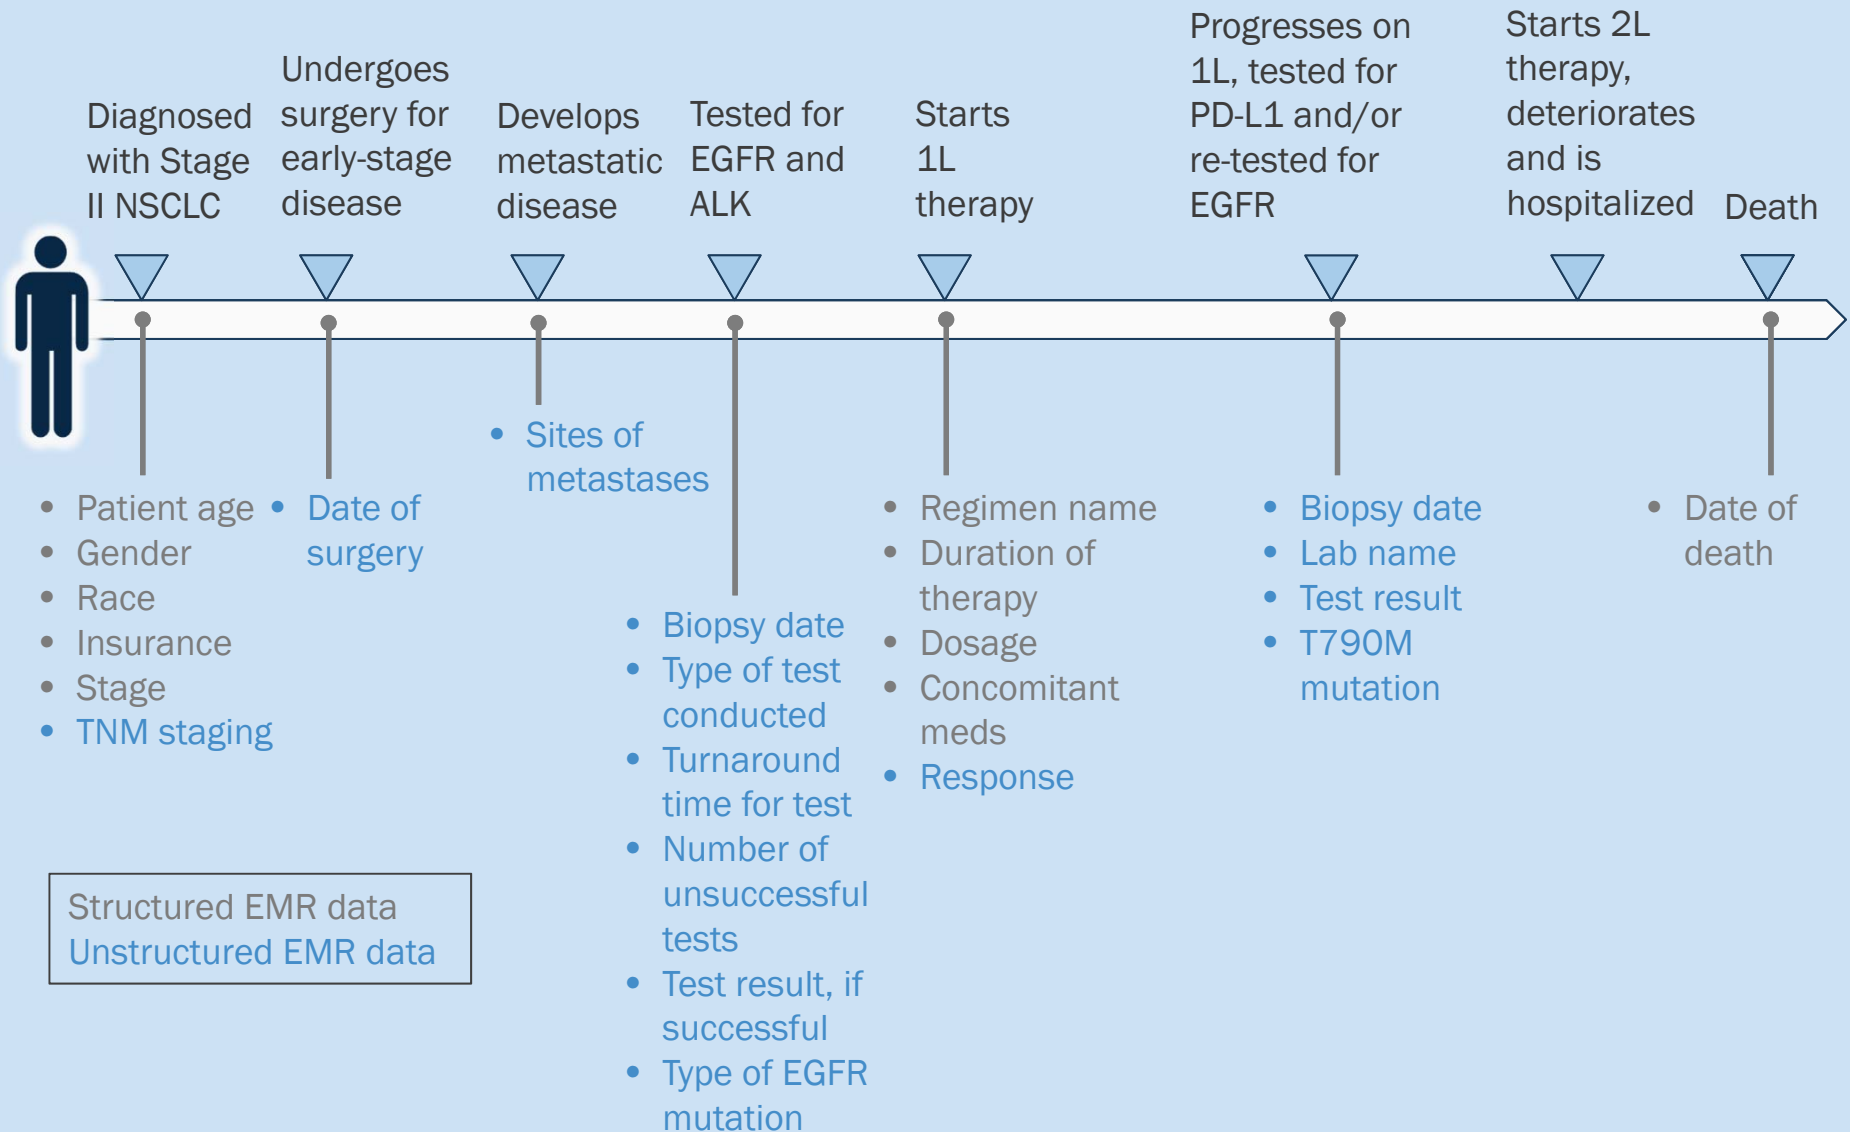 Diagnosed
with Stage
II NSCLC
Undergoes
surgery for
early-stage
disease
Develops
metastatic
disease
Tested for
EGFR and
ALK
Starts
1L
therapy
Progresses on
1L, tested for
PD-L1 and/or
re-tested for
EGFR
Starts 2L
therapy,
deteriorates
and is
hospitalized
Death
• Patient age
• Gender
• Race
• Insurance
• Stage
• TNM staging
• Date of
surgery
• Sites of
metastases
• Biopsy date
• Type of test
conducted
• Turnaround
time for test
• Number of
unsuccessful
tests
• Test result, if
successful
• Type of EGFR
mutation
• Regimen name
• Duration of
therapy
• Dosage
• Concomitant
meds
• Response
• Biopsy date
• Lab name
• Test result
• T790M
mutation
• Date of
death
Structured EMR data
Unstructured EMR data